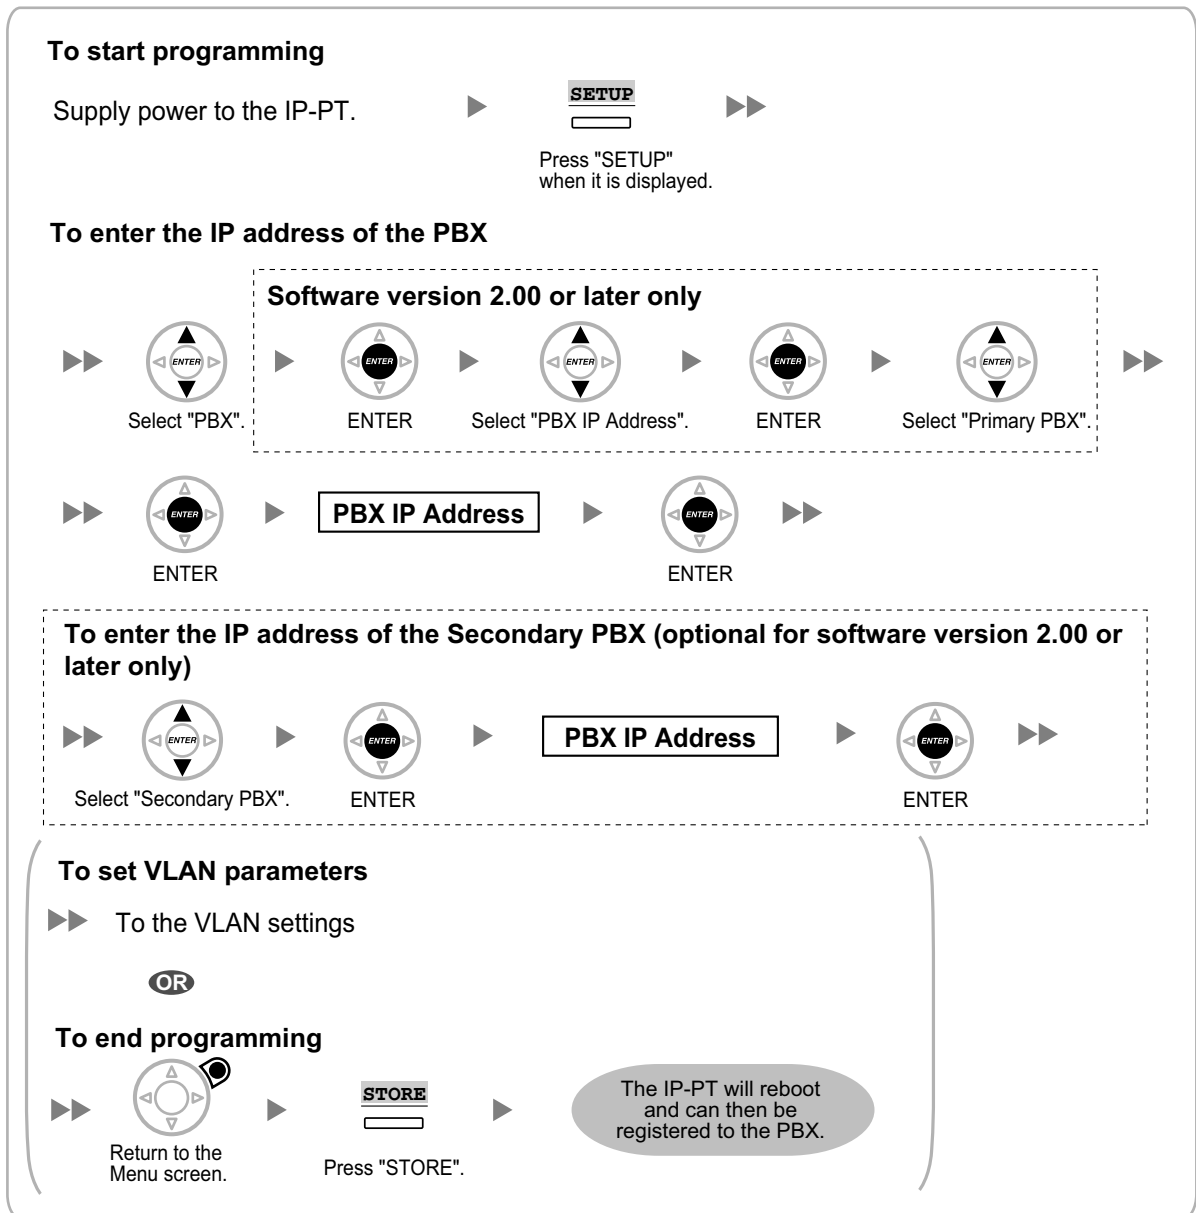 To start programming
Supply power to the IP-PT.
SETUP
Press "SETUP"
when it is displayed.
To enter the IP address of the PBX
Software version 2.00 or later only
ENTER
ENTER
ENTER
ENTER
ENTER
Select "PBX".
ENTER
Select "PBX IP Address".
ENTER
Select "Primary PBX".
ENTER
PBX IP Address
ENTER
ENTER
ENTER
To enter the IP address of the Secondary PBX (optional for software version 2.00 or
later only)
ENTER
ENTER
PBX IP Address
ENTER
Select "Secondary PBX".
ENTER
ENTER
To set VLAN parameters
To the VLAN settings
OR
To end programming
STORE
The IP-PT will reboot
and can then be
registered to the PBX.
Return to the
Menu screen.
Press "STORE".